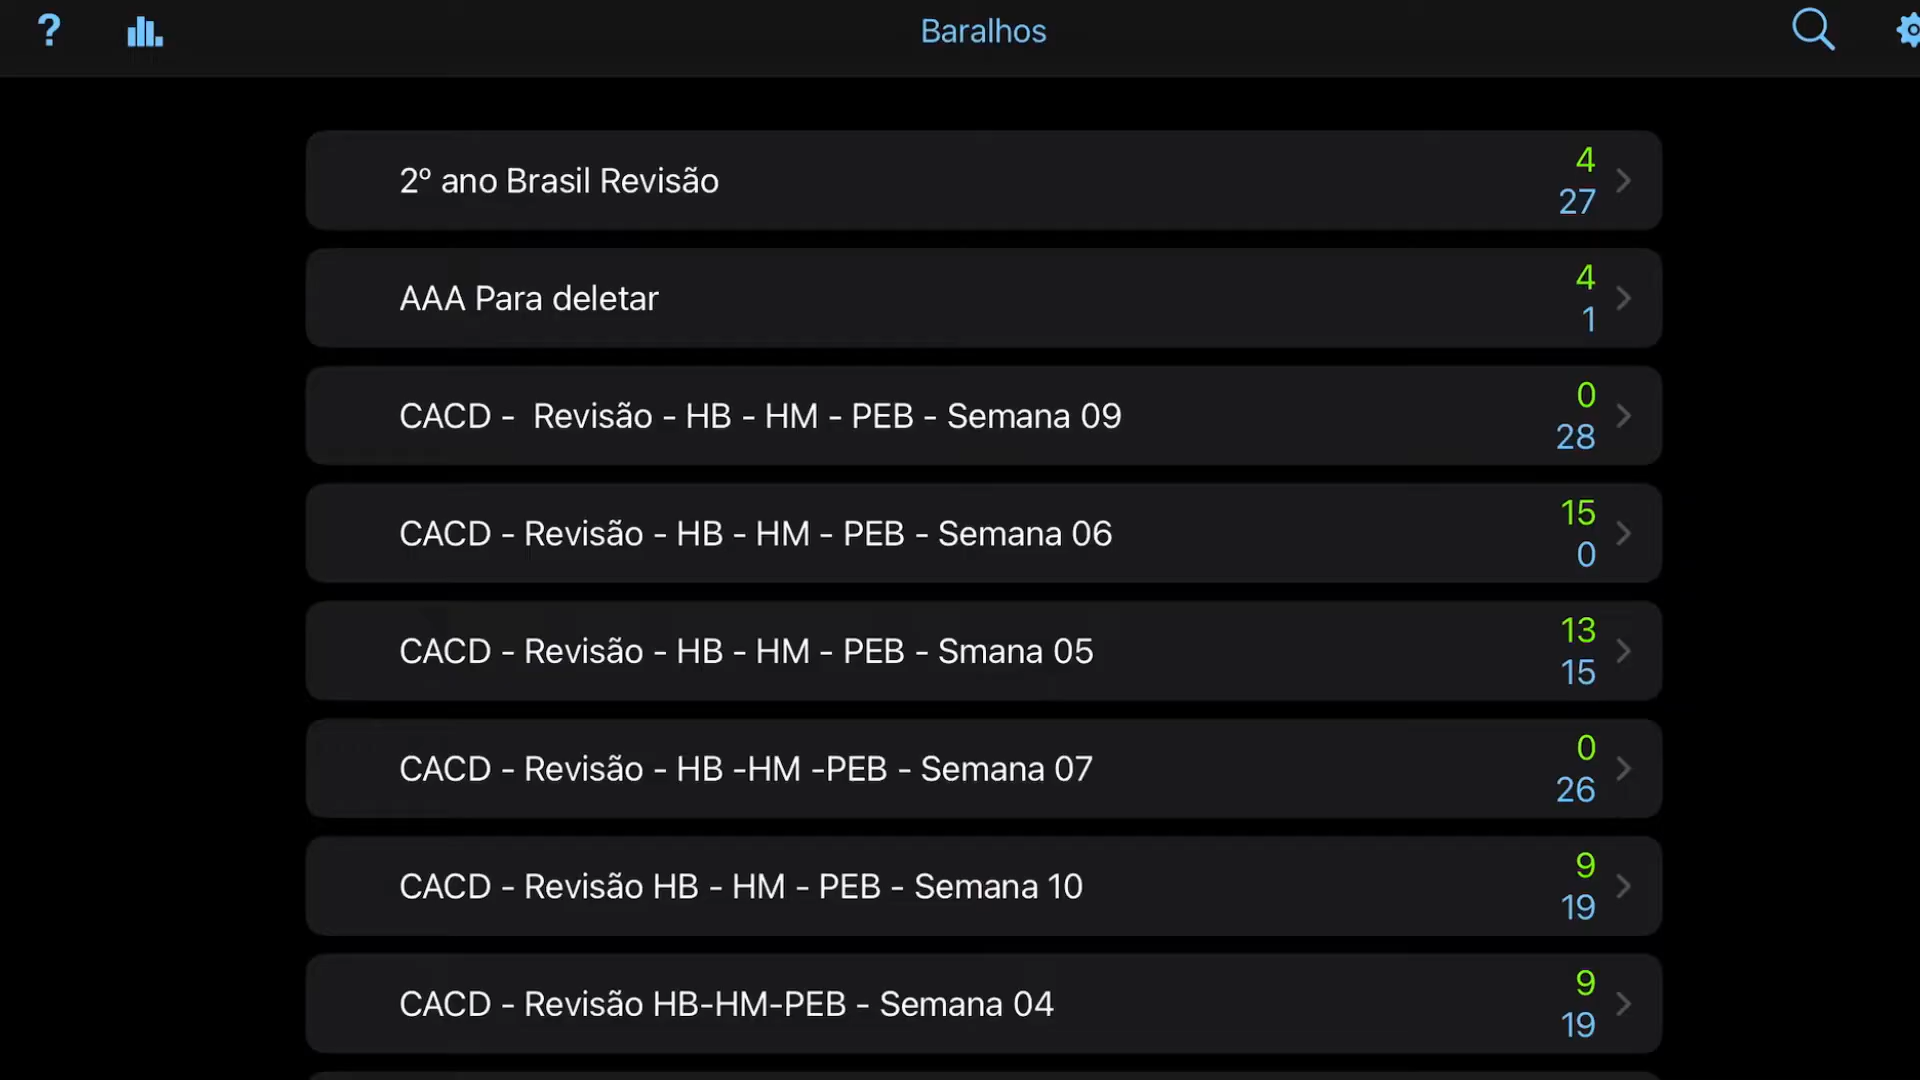 Baralhos
2º ano Brasil Revisão
4
27
AAA Para deletar
4
1
CACD -  Revisão - HB - HM - PEB - Semana 09
0
28
CACD - Revisão - HB - HM - PEB - Semana 06
15
0
CACD - Revisão - HB - HM - PEB - Smana 05
13
15
CACD - Revisão - HB -HM -PEB - Semana 07
0
26
CACD - Revisão HB - HM - PEB - Semana 10
9
19
CACD - Revisão HB-HM-PEB - Semana 04
9
19